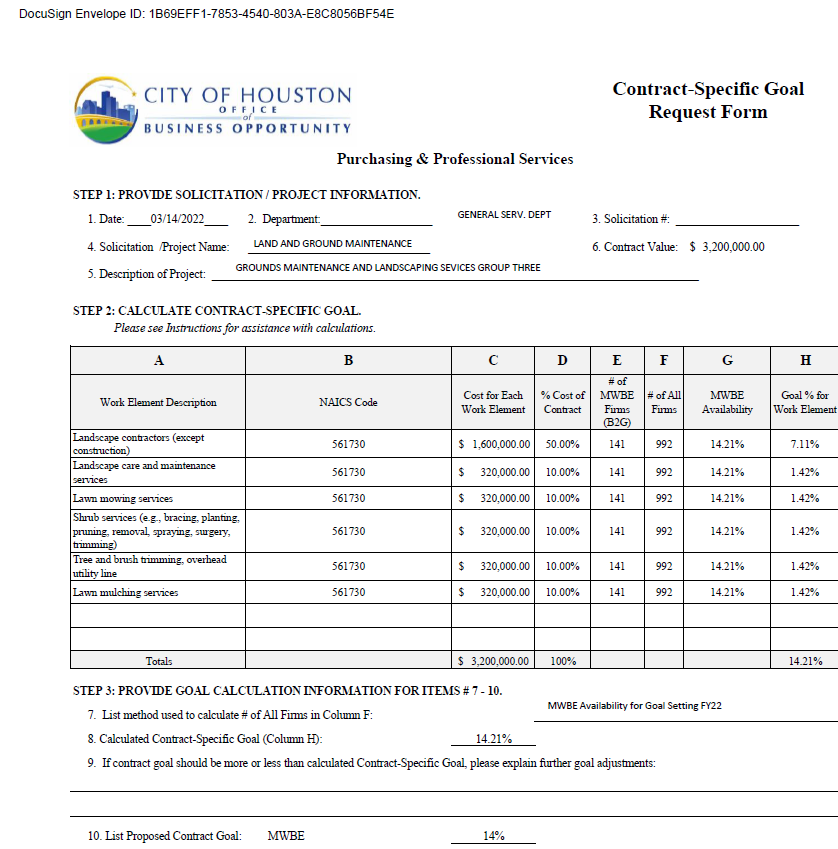 DocuSign Envelope ID: 1B69EFF1-7853-4540-803A-E8C8056BF54E
CITY OF HOUSTON
OFFICE
of
BUSINESS OPPORTUNITY
Contract-Specific Goal
Request Form
Purchasing & Professional Services
STEP 1: PROVIDE SOLICITATION / PROJECT INFORMATION.
1. Date: ____03/14/2022____ 2. Department: GENERAL SERV. DEPT 3. Solicitation #:
4. Solicitation /Project Name: LAND AND GROUND MAINTENANCE 6. Contract Value: $ 3,200,000.00
5. Description of Project: GROUNDS MAINTENANCE AND LANDSCAPING SEVICES GROUP THREE
STEP 2: CALCULATE CONTRACT-SPECIFIC GOAL.
Please see Instructions for assistance with calculations.
A B C D E F G H
Work Element Description NAICS Code Cost for Each Work Element % Cost of Contract # of MWBE Firms (B2G) # of All Firms MWBE Availability Goal % for Work Element
Landscape contractors (except construction) 561730 $ 1,600,000.00 50.00% 141 992 14.21% 7.11%
Landscape care and maintenance services 561730 $ 320,000.00 10.00% 141 992 14.21% 1.42%
Lawn mowing services 561730 $ 320,000.00 10.00% 141 992 14.21% 1.42%
Shrub services (e.g., bracing, planting, pruning, removal, spraying, surgery, trimming) 561730 $ 320,000.00 10.00% 141 992 14.21% 1.42%
Tree and brush trimming, overhead utility line 561730 $ 320,000.00 10.00% 141 992 14.21% 1.42%
Lawn mulching services 561730 $ 320,000.00 10.00% 141 992 14.21% 1.42%
Totals $ 3,200,000.00 100% 14.21%
STEP 3: PROVIDE GOAL CALCULATION INFORMATION FOR ITEMS # 7 - 10.
7. List method used to calculate # of All Firms in Column F: MWBE Availability for Goal Setting FY22
8. Calculated Contract-Specific Goal (Column H): 14.21%
9. If contract goal should be more or less than calculated Contract-Specific Goal, please explain further goal adjustments:
10. List Proposed Contract Goal: MWBE 14%